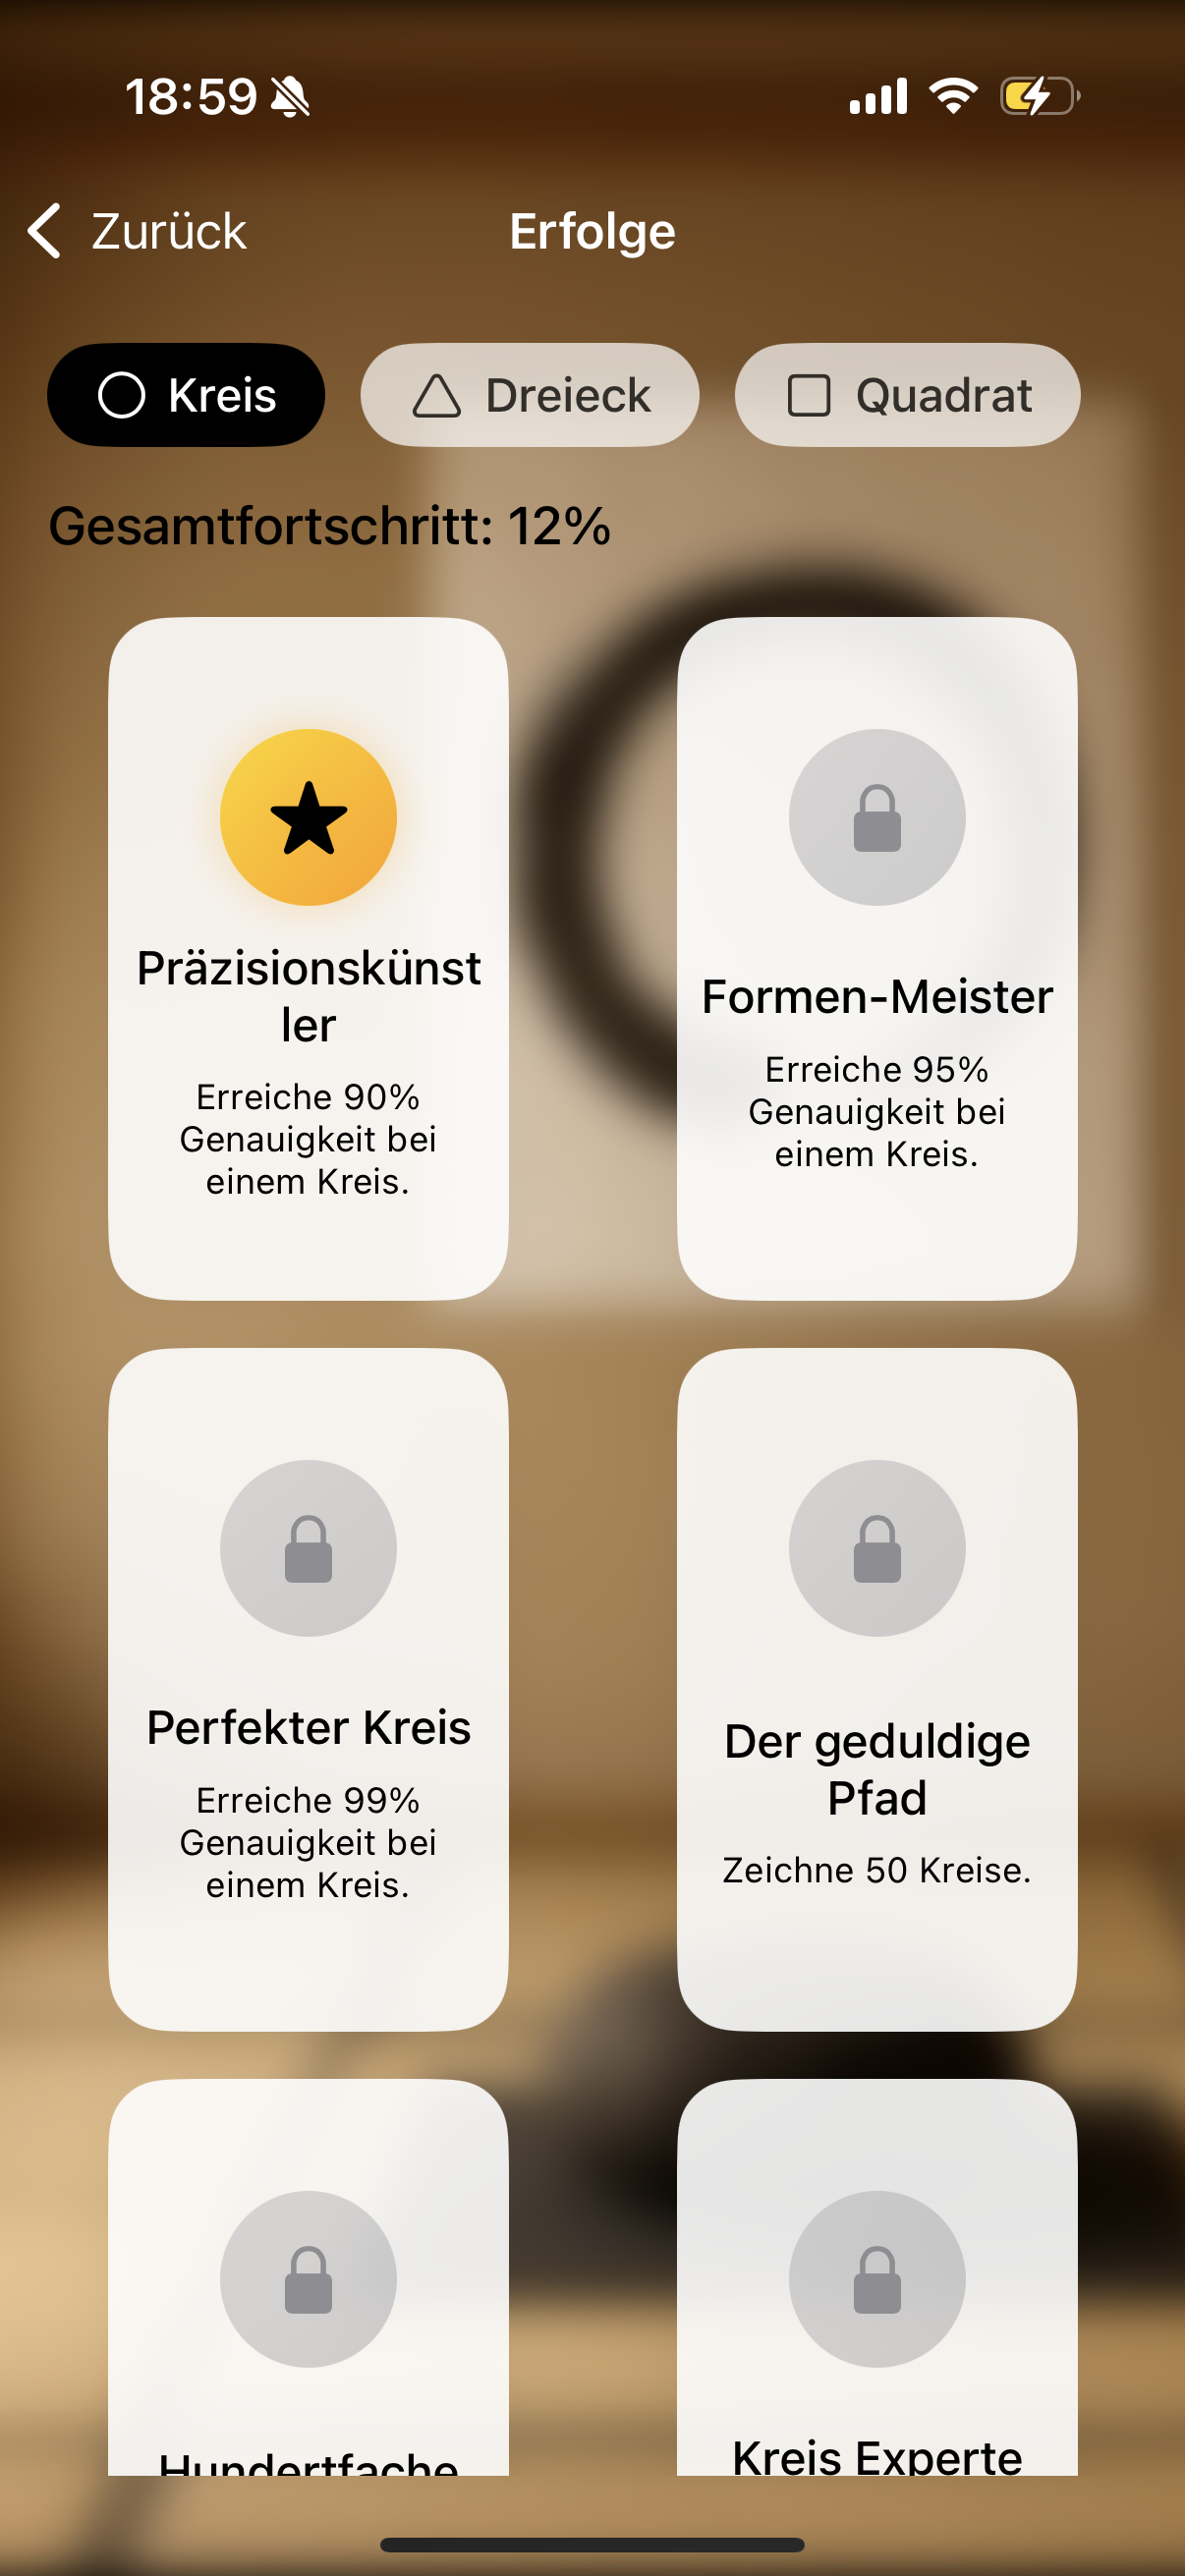 18:59
Zurück
Erfolge
Kreis
Dreieck
Quadrat
Gesamtfortschritt: 12%
Präzisionskünst
ler
Erreiche 90%
Genauigkeit bei
einem Kreis.
Formen-Meister
Erreiche 95%
Genauigkeit bei
einem Kreis.
Perfekter Kreis
Erreiche 99%
Genauigkeit bei
einem Kreis.
Der geduldige
Pfad
Zeichne 50 Kreise.
Hundertfache
Kreis Experte